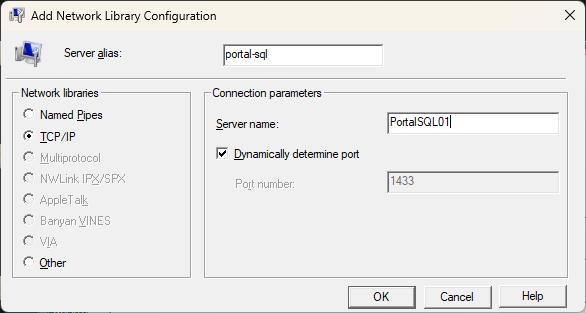 Add Network Library Configuration
Server alias:
portal-sql
Network libraries
Named Pipes
TCP/IP
Multiprotocol
NWLink IPX/SPX
AppleTalk
Banyan VINES
VIA
Other
Connection parameters
Server name:
PortalSQL01
Dynamically determine port
Port number:
1433
OK
Cancel
Help